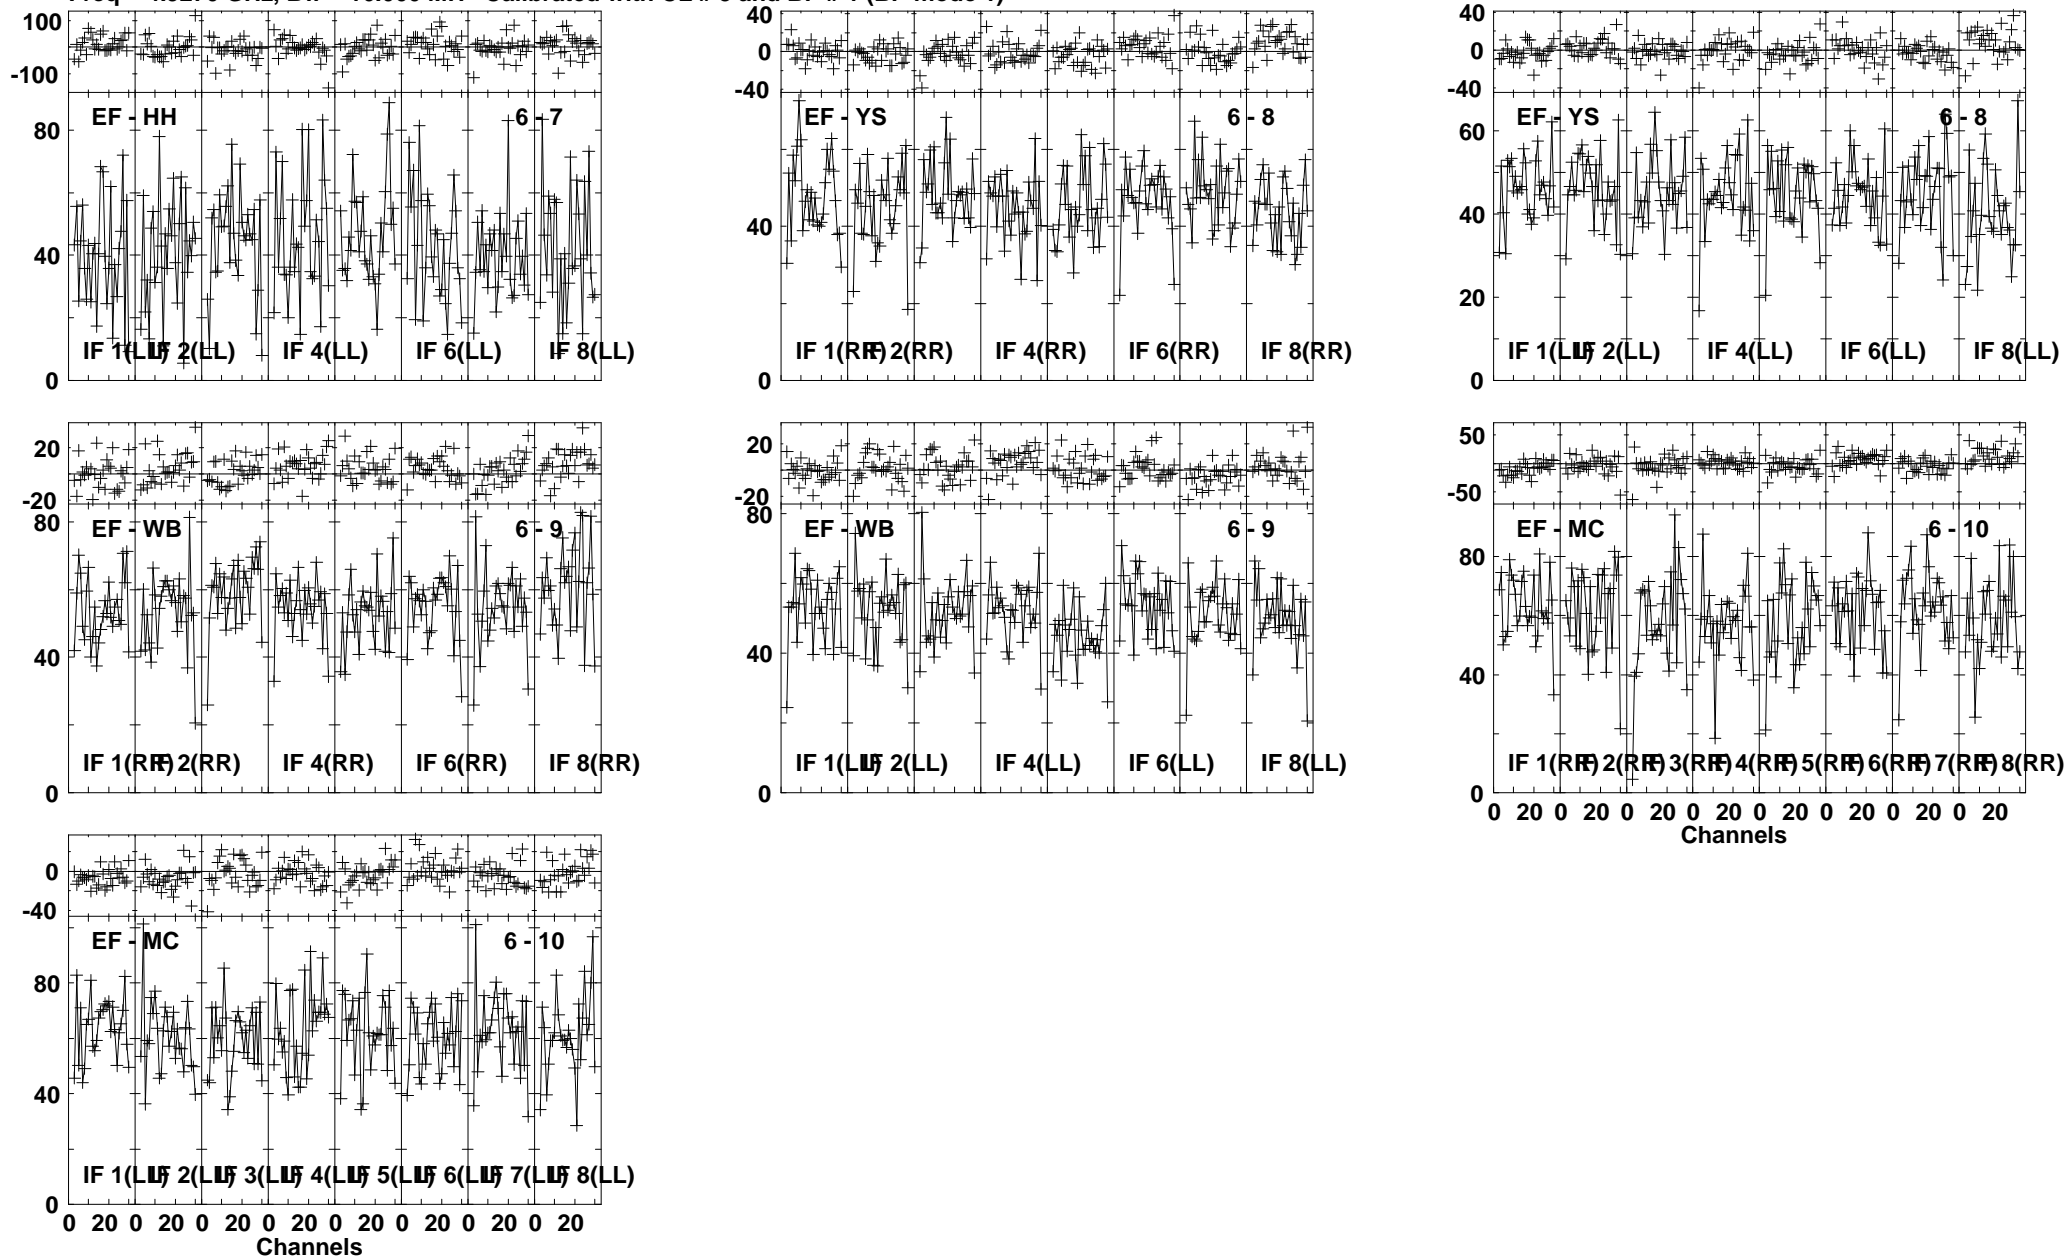 100
-100
EF - HH 6 - 7
80
40
0
IF 1(LL) IF 2(LL) IF 4(LL) IF 6(LL) IF 8(LL)
40
0
-40
EF - YS 6 - 8
40
0
IF 1(RR) IF 2(RR) IF 4(RR) IF 6(RR) IF 8(RR)
40
0
-40
EF - YS 6 - 8
60
40
20
0
IF 1(LL) IF 2(LL) IF 4(LL) IF 6(LL) IF 8(LL)
20
-20
EF - WB 6 - 9
80
40
0
IF 1(RR) IF 2(RR) IF 4(RR) IF 6(RR) IF 8(RR)
20
-20
EF - WB 6 - 9
80
40
0
IF 1(LL) IF 2(LL) IF 4(LL) IF 6(LL) IF 8(LL)
50
-50
EF - MC 6 - 10
80
40
0
IF 1(RR) IF 2(RR) IF 3(RR) IF 4(RR) IF 5(RR) IF 6(RR) IF 7(RR) IF 8(RR)
0 20 0 20 0 20 0 20 0 20 0 20 0 20 0 20
Channels
0
-40
EF - MC 6 - 10
80
40
0
IF 1(LL) IF 2(LL) IF 3(LL) IF 4(LL) IF 5(LL) IF 6(LL) IF 7(LL) IF 8(LL)
0 20 0 20 0 20 0 20 0 20 0 20 0 20 0 20
Channels